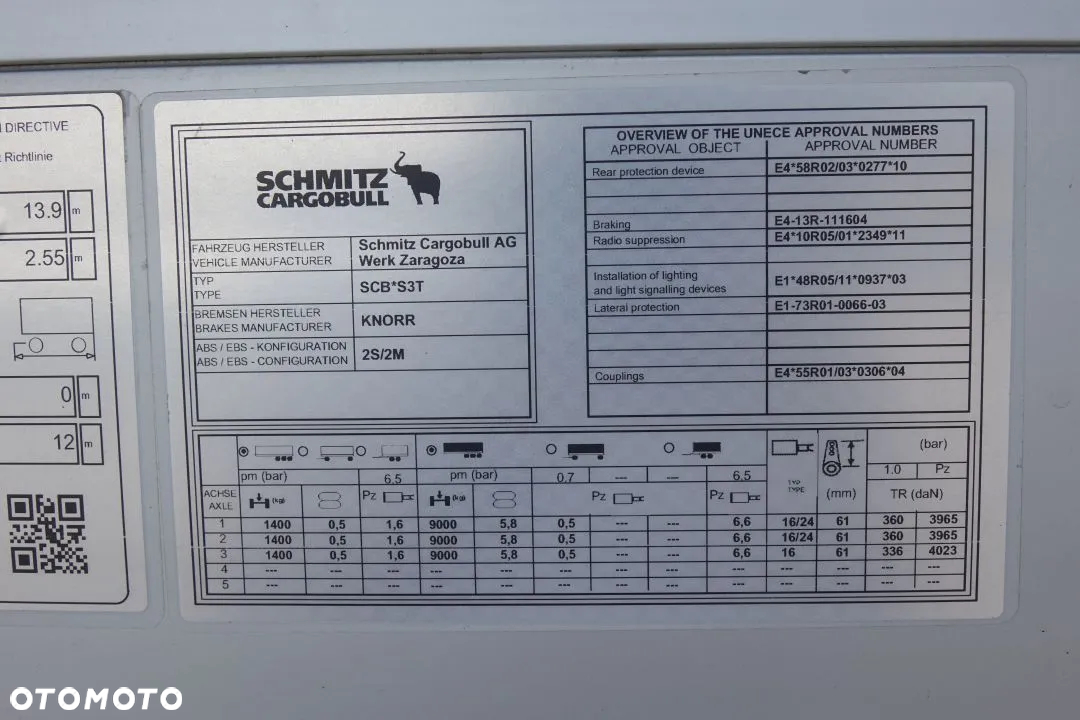 DIRECTIVE
Richtlinie
13.9 m
2.55 m
0 m
12 m
SCHMITZ
CARGOBULL
FAHRZEUG HERSTELLER
VEHICLE MANUFACTURER
Schmitz Cargobull AG
Werk Zaragoza
TYP
TYPE
SCB*S3T
BREMSEN HERSTELLER
BRAKES MANUFACTURER
KNORR
ABS / EBS - KONFIGURATION
ABS / EBS - CONFIGURATION
2S/2M
OVERVIEW OF THE UNECE APPROVAL NUMBERS
APPROVAL OBJECT APPROVAL NUMBER
Rear protection device E4*58R02/03*0277*10
Braking E4-13R-111604
Radio suppression E4*10R05/01*2349*11
Installation of lighting
and light signalling devices E1*48R05/11*0937*03
Lateral protection E1-73R01-0066-03
Couplings E4*55R01/03*0306*04
(bar)
pm (bar) 6.5 pm (bar) 0.7 --- --- 6.5 1.0 Pz
ACHSE
AXLE
(kg) Pz (kg) Pz Pz TYP
TYPE (mm) TR (daN)
1 1400 0,5 1,6 9000 5,8 0,5 --- --- 6,6 16/24 61 360 3965
2 1400 0,5 1,6 9000 5,8 0,5 --- --- 6,6 16/24 61 360 3965
3 1400 0,5 1,6 9000 5,8 0,5 --- --- 6,6 16 61 336 4023
4 --- --- --- --- --- --- --- --- --- --- --- --- ---
5 --- --- --- --- --- --- --- --- --- --- --- --- ---
OTOMOTO